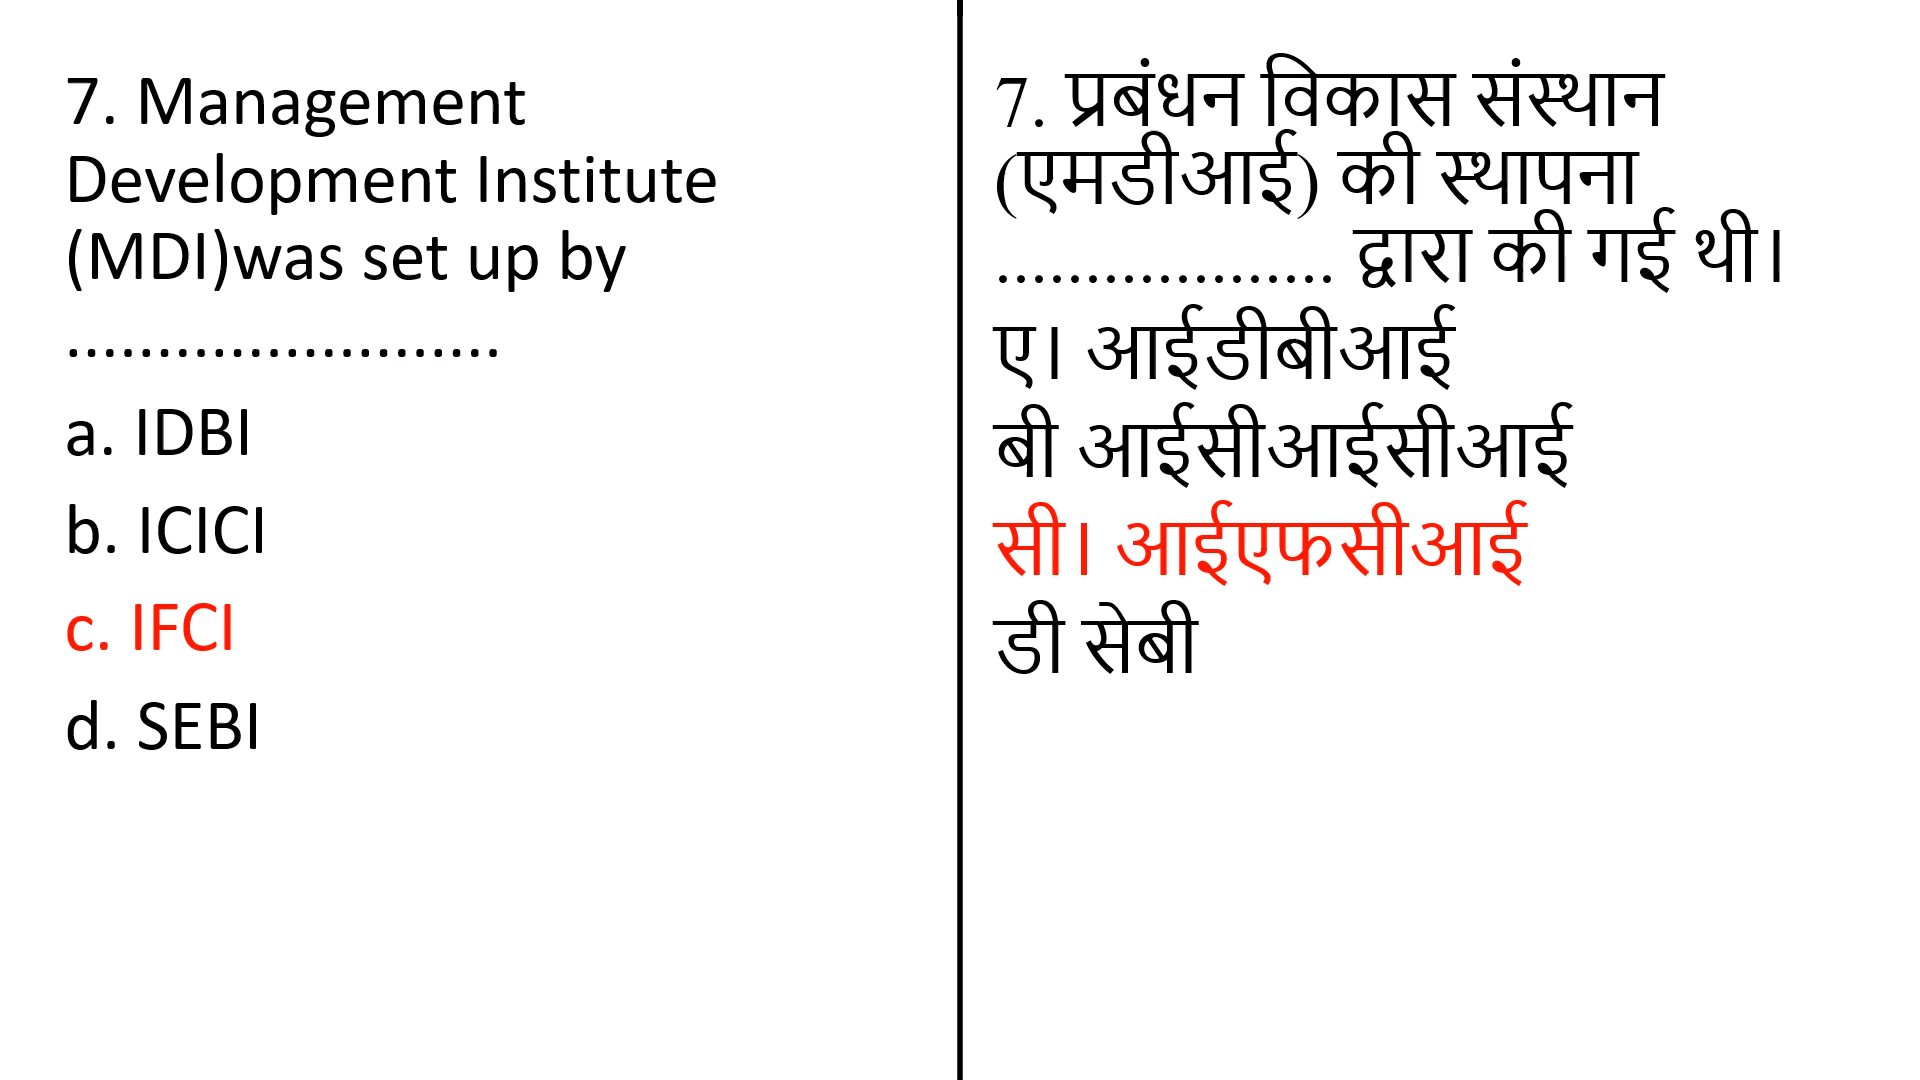 7. Management
Development Institute
(MDI)was set up by
........................
a. IDBI
b. ICICI
c. IFCI
d. SEBI
7. प्रबंधन विकास संस्थान
(एमडीआई) की स्थापना
................... द्वारा की गई थी।
ए। आईडीबीआई
बी आईसीआईसीआई
सी। आईएफसीआई
डी सेबी